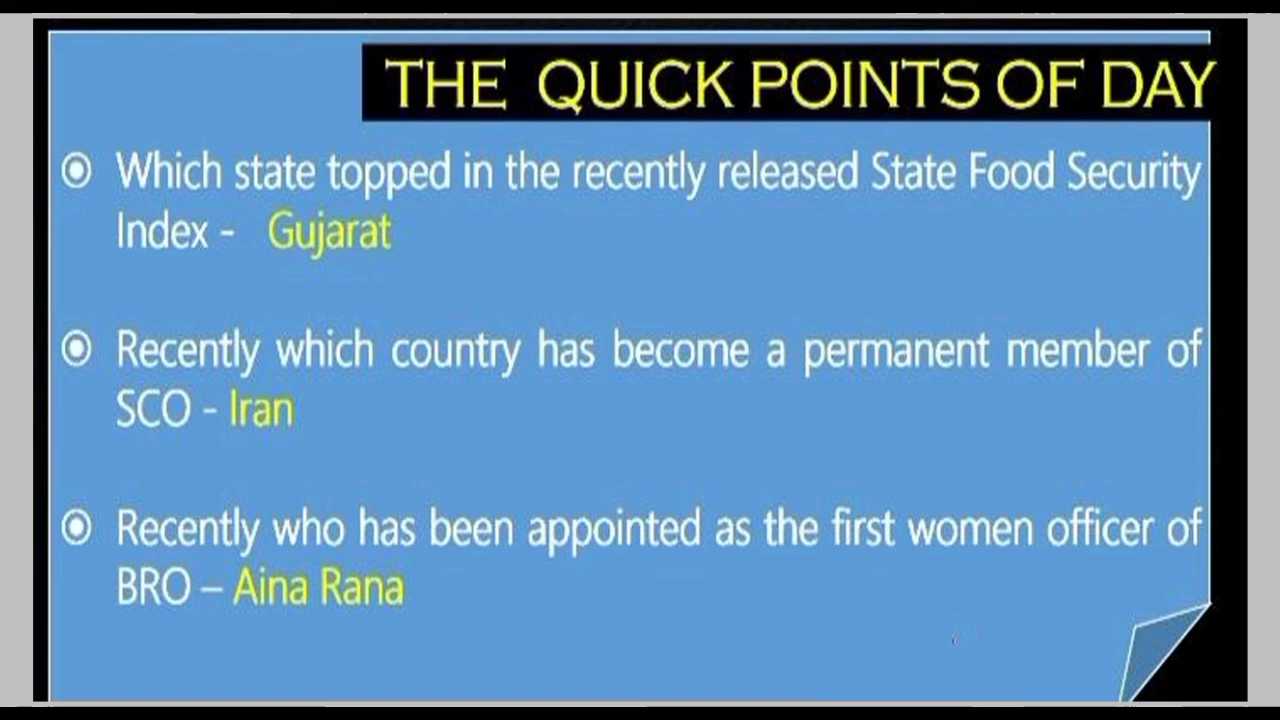 THE QUICK POINTS OF DAY
Which state topped in the recently released State Food Security
Index - Gujarat
Recently which country has become a permanent member of
SCO - Iran
Recently who has been appointed as the first women officer of
BRO – Aina Rana